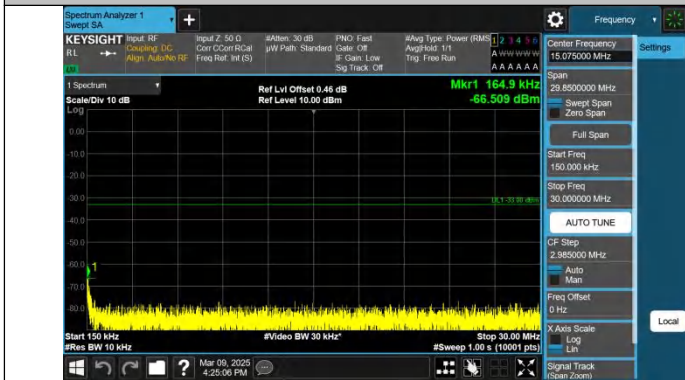 Spectrum Analyzer 1
Swept SA
Frequency
KEYSIGHT
RL
Input: RF
Coupling: DC
Align: Auto/No RF
Input Z: 50 Ω
Corr CCorr RCal
Freq Ref: Int (S)
#Atten: 30 dB
µW Path: Standard
PNO: Fast
Gate: Off
IF Gain: Low
Sig Track: Off
#Avg Type: Power (RMS
Avg|Hold: 1/1
Trig: Free Run
1 2 3 4 5 6
A W W W W W
A A A A A A
1 Spectrum
Scale/Div 10 dB
Ref Lvl Offset 0.46 dB
Ref Level 10.00 dBm
Mkr1 164.9 kHz
-66.509 dBm
Log
0.00
-10.0
-20.0
-30.0
-40.0
-50.0
-60.0
-70.0
-80.0
DL1 -33.00 dBm
1
Start 150 kHz
#Res BW 10 kHz
#Video BW 30 kHz*
Stop 30.00 MHz
#Sweep 1.00 s (10001 pts)
Center Frequency
15.075000 MHz
Settings
Span
29.8500000 MHz
Swept Span
Zero Span
Full Span
Start Freq
150.000 kHz
Stop Freq
30.000000 MHz
AUTO TUNE
CF Step
2.985000 MHz
Auto
Man
Freq Offset
0 Hz
X Axis Scale
Log
Lin
Local
Signal Track
(Span Zoom)
?
Mar 09, 2025
4:25:06 PM